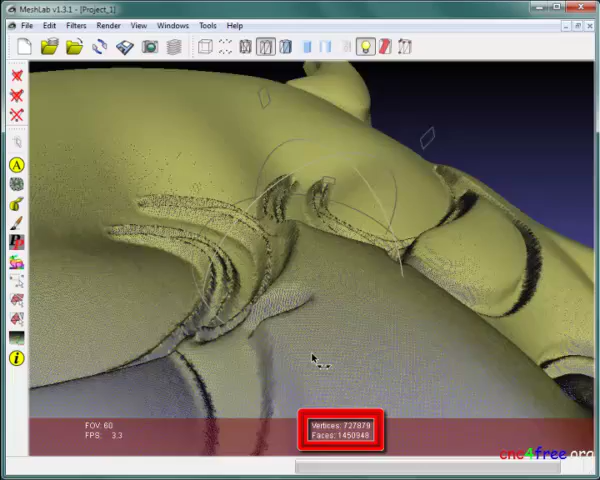 MeshLab v1.3.1 - [Project_1]
File Edit Filters Render View Windows Tools Help
A
i
FOV: 60
FPS: 3.3
Vertices: 727879
Faces: 1450948
cnc4free.org